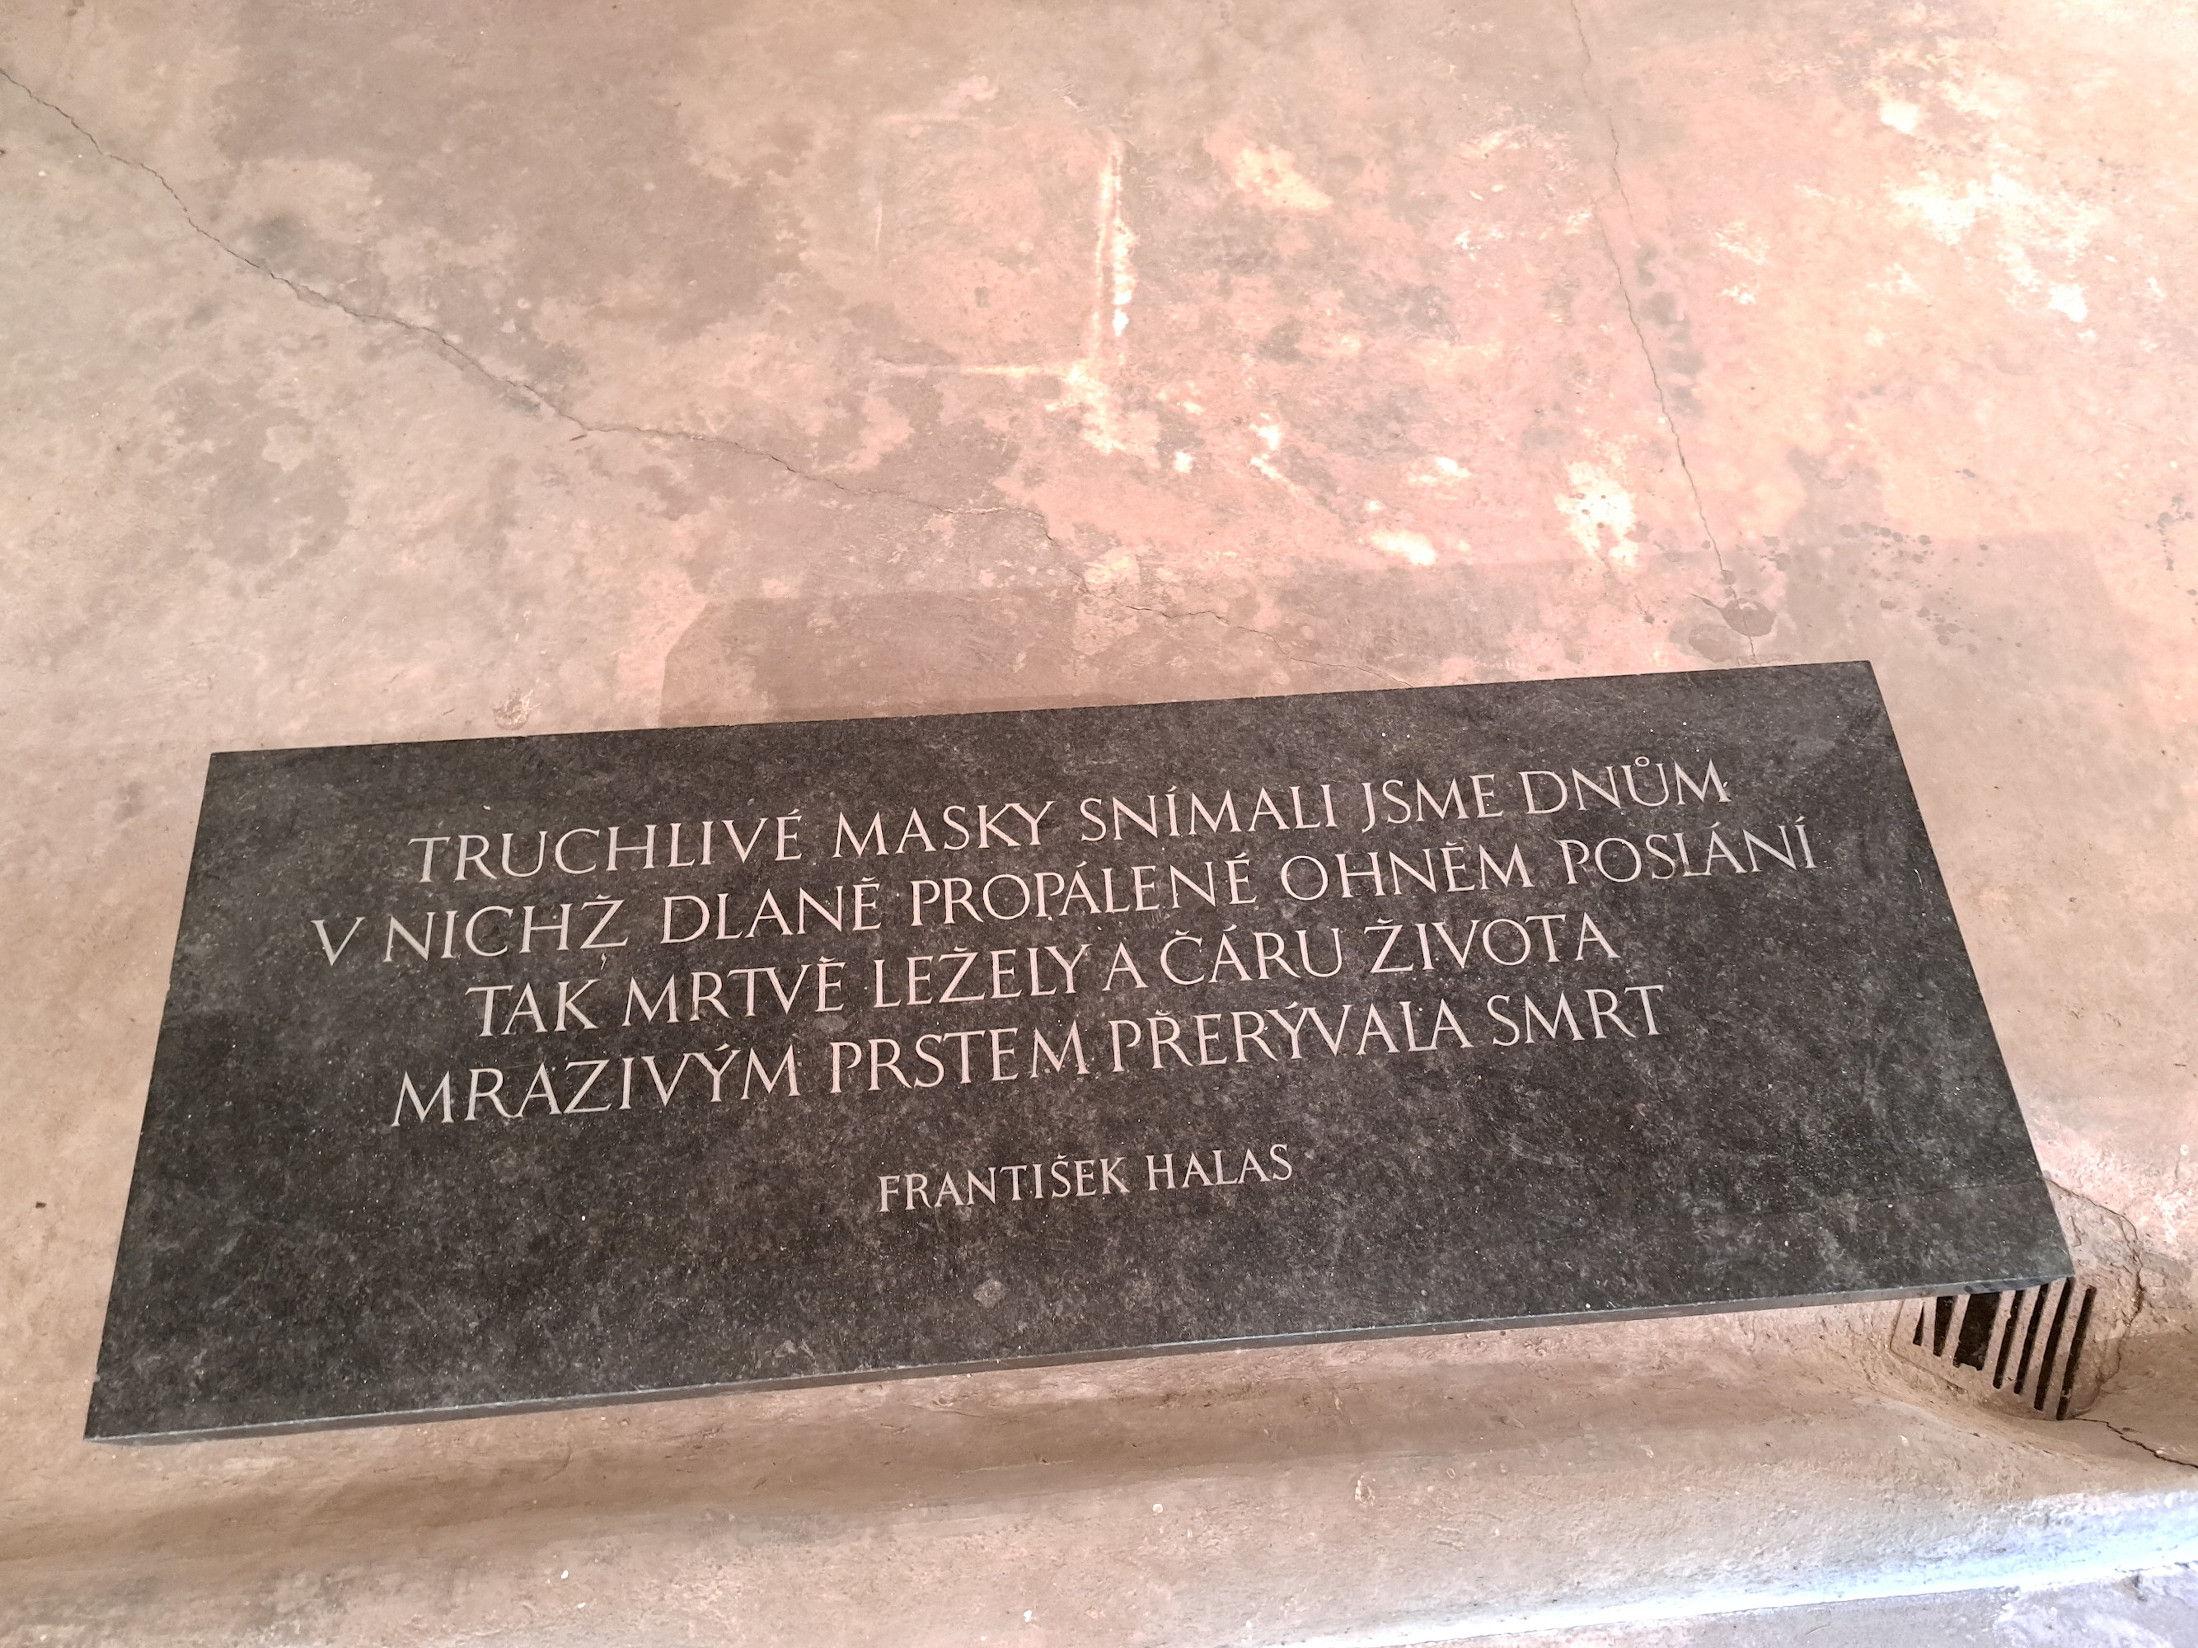 TRUCHLIVÉ MASKY SNÍMALI JSME DNŮM
V NICHŽ DLANĚ PROPÁLENÉ OHNĚM POSLÁNÍ
TAK MRTVĚ LEŽELY A ČÁRU ŽIVOTA
MRAZIVÝM PRSTEM PŘERÝVALA SMRT
FRANTIŠEK HALAS